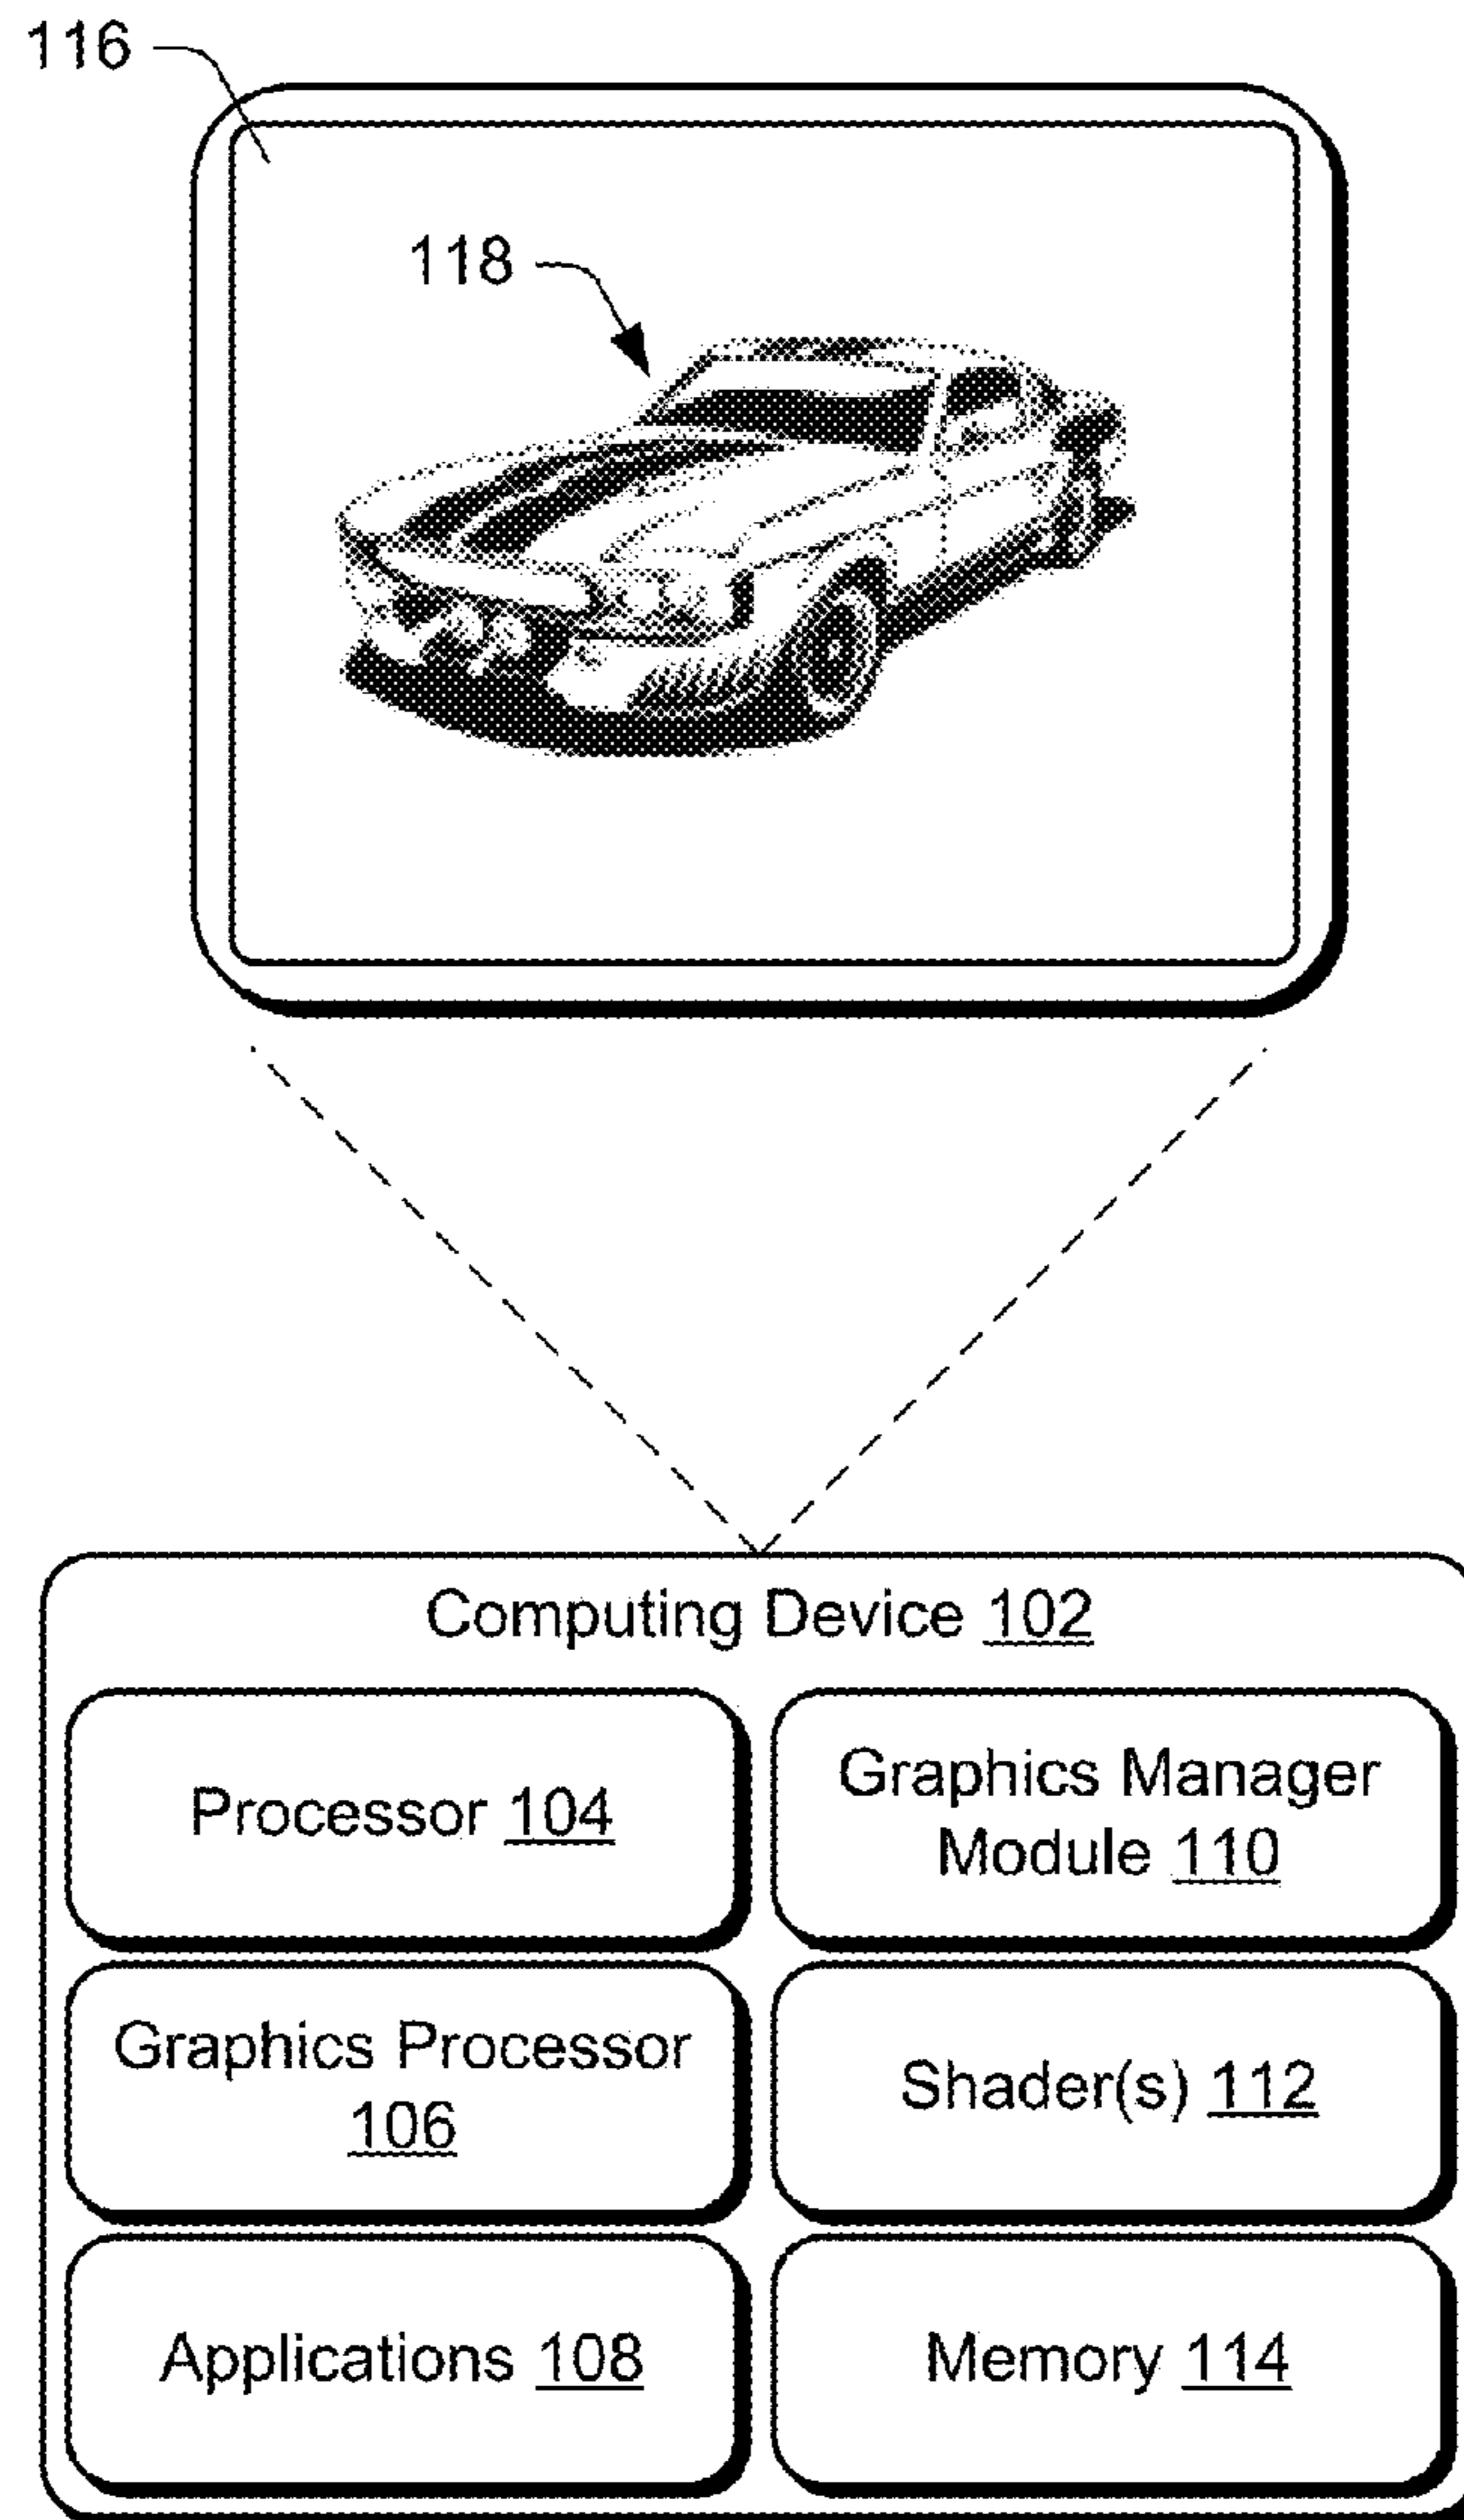 116
118
Computing Device 102
Processor 104
Graphics Manager
Module 110
Graphics Processor
106
Shader(s) 112
Applications 108
Memory 114